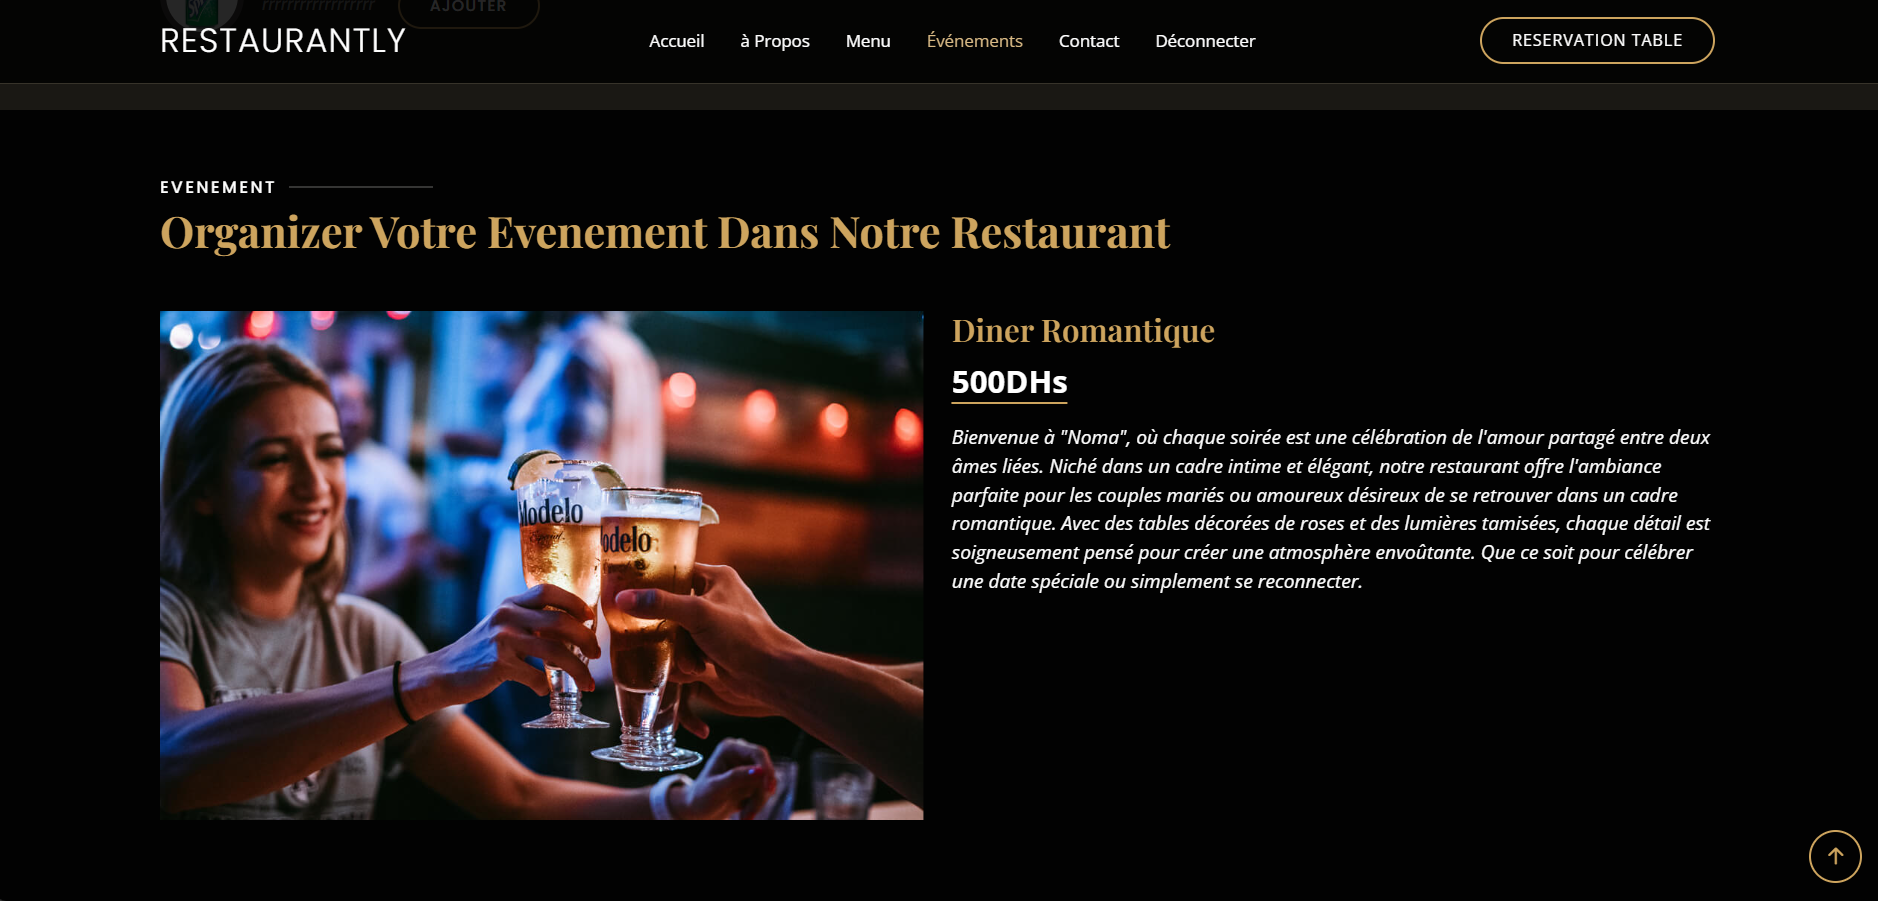 AJOUTER
RESTAURANTLY
Accueil
à Propos
Menu
Événements
Contact
Déconnecter
RESERVATION TABLE
EVENEMENT
Organizer Votre Evenement Dans Notre Restaurant
Diner Romantique
500DHs
Bienvenue à "Noma", où chaque soirée est une célébration de l'amour partagé entre deux
âmes liées. Niché dans un cadre intime et élégant, notre restaurant offre l'ambiance
parfaite pour les couples mariés ou amoureux désireux de se retrouver dans un cadre
romantique. Avec des tables décorées de roses et des lumières tamisées, chaque détail est
soigneusement pensé pour créer une atmosphère envoûtante. Que ce soit pour célébrer
une date spéciale ou simplement se reconnecter.
Modelo
odelo